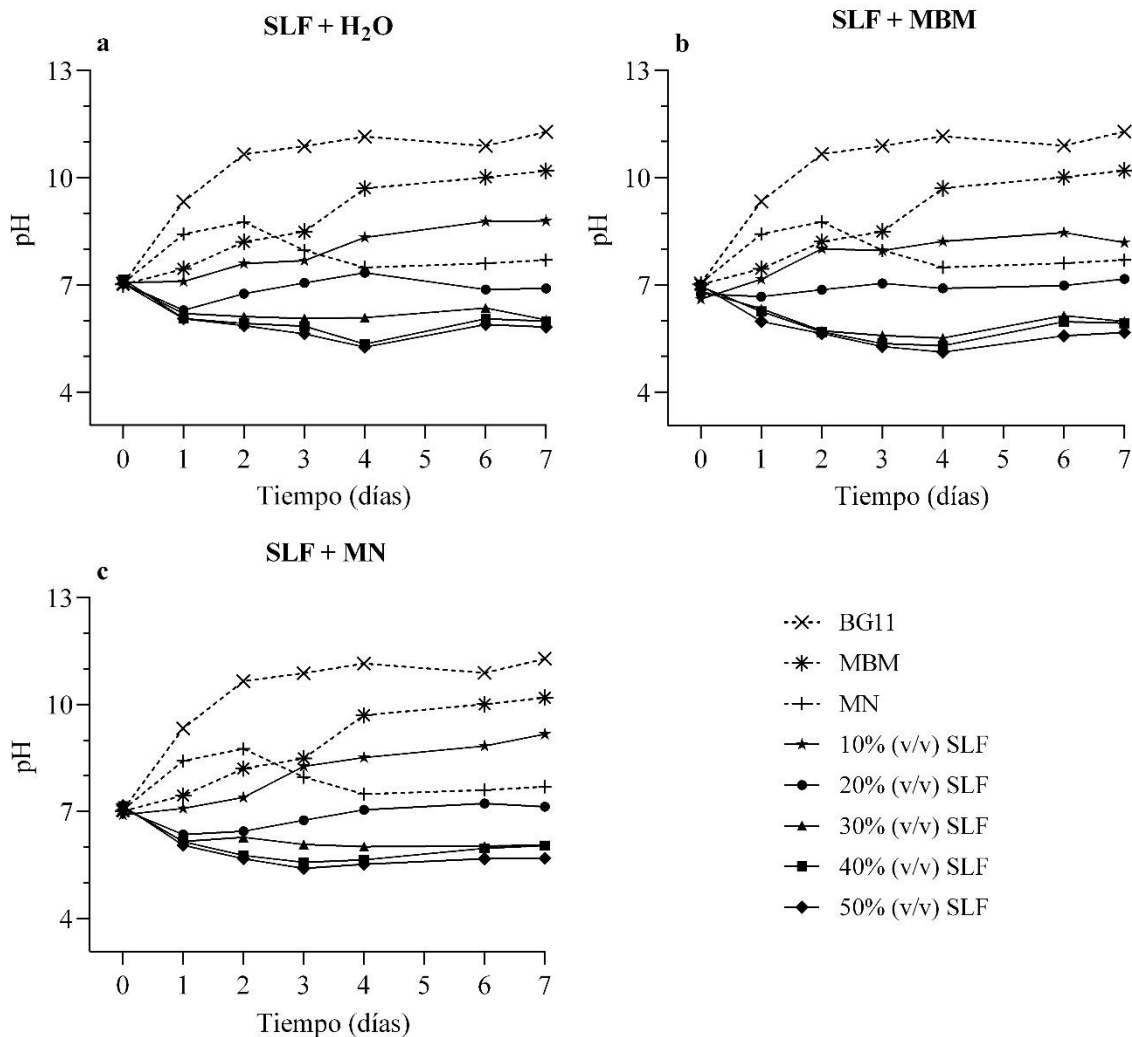 a
SLF + H₂O
13
10
7
4
pH
0 1 2 3 4 5 6 7
Tiempo (días)
b
SLF + MBM
13
10
7
4
pH
0 1 2 3 4 5 6 7
Tiempo (días)
c
SLF + MN
13
10
7
4
pH
0 1 2 3 4 5 6 7
Tiempo (días)
BG11
MBM
MN
10% (v/v) SLF
20% (v/v) SLF
30% (v/v) SLF
40% (v/v) SLF
50% (v/v) SLF